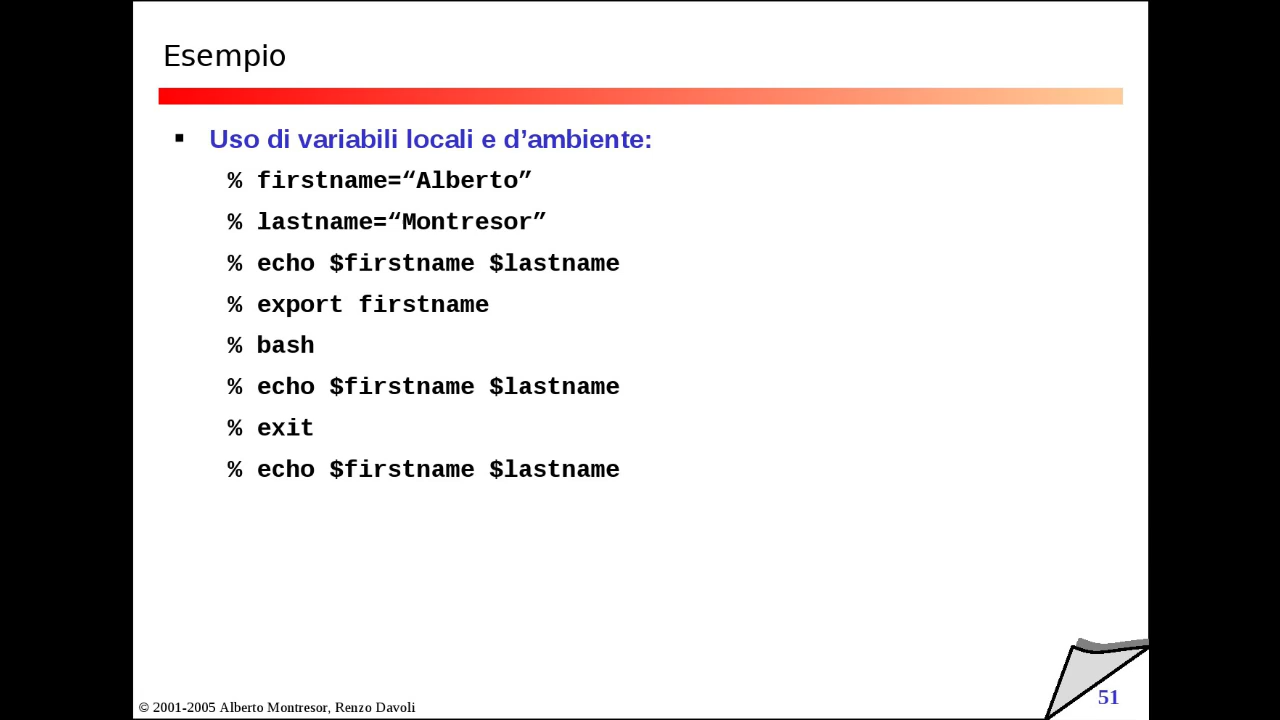 Esempio
▪ Uso di variabili locali e d’ambiente:
% firstname=“Alberto”
% lastname=“Montresor”
% echo $firstname $lastname
% export firstname
% bash
% echo $firstname $lastname
% exit
% echo $firstname $lastname
© 2001-2005 Alberto Montresor, Renzo Davoli
51